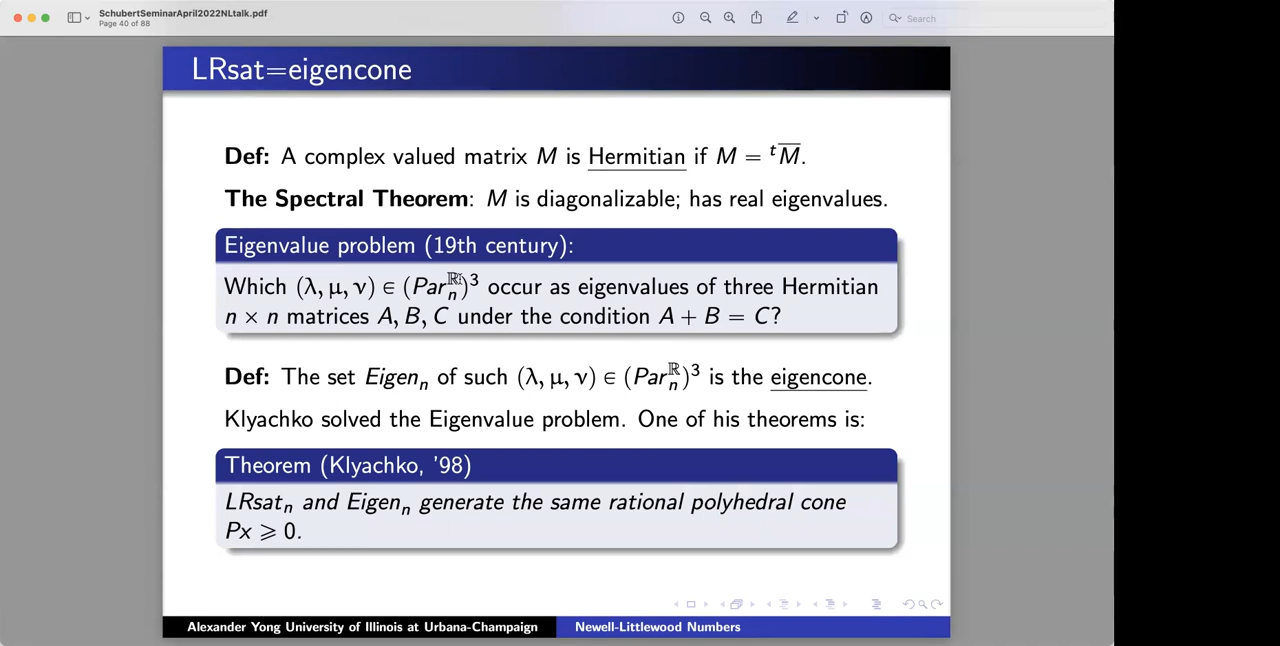 SchubertSeminarApril2022NLtalk.pdf
Page 40 of 88
Search
LRsat=eigencone
Def: A complex valued matrix M is Hermitian if M = ᵗM̅.
The Spectral Theorem: M is diagonalizable; has real eigenvalues.
Eigenvalue problem (19th century):
Which (λ, μ, ν) ∈ (Parₙ^ℝ)³ occur as eigenvalues of three Hermitian
n × n matrices A, B, C under the condition A + B = C?
Def: The set Eigenₙ of such (λ, μ, ν) ∈ (Parₙ^ℝ)³ is the eigencone.
Klyachko solved the Eigenvalue problem. One of his theorems is:
Theorem (Klyachko, '98)
LRsatₙ and Eigenₙ generate the same rational polyhedral cone
Px ⩾ 0.
Alexander Yong University of Illinois at Urbana-Champaign
Newell-Littlewood Numbers